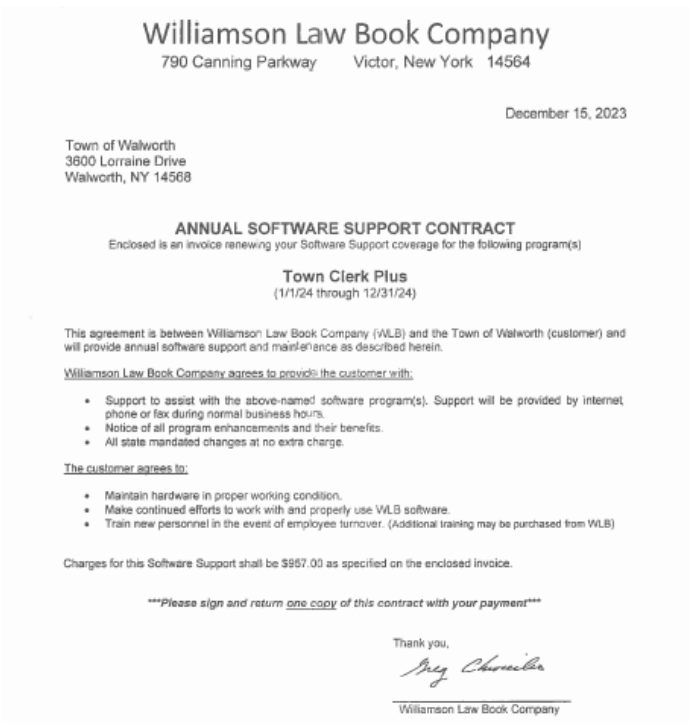 Williamson Law Book Company
790 Canning Parkway Victor, New York 14564
December 15, 2023
Town of Walworth
3600 Lorraine Drive
Walworth, NY 14568
ANNUAL SOFTWARE SUPPORT CONTRACT
Enclosed is an invoice renewing your Software Support coverage for the following program(s)
Town Clerk Plus
(1/1/24 through 12/31/24)
This agreement is between Williamson Law Book Company (WLB) and the Town of Walworth (customer) and
will provide annual software support and maintenance as described herein.
Williamson Law Book Company agrees to provide the customer with:
• Support to assist with the above-named software program(s). Support will be provided by internet,
phone or fax during normal business hours.
• Notice of all program enhancements and their benefits.
• All state mandated changes at no extra charge.
The customer agrees to:
• Maintain hardware in proper working condition.
• Make continued efforts to work with and properly use WLB software.
• Train new personnel in the event of employee turnover. (Additional training may be purchased from WLB)
Charges for this Software Support shall be $967.00 as specified on the enclosed invoice.
***Please sign and return one copy of this contract with your payment***
Thank you,
Greg
Williamson Law Book Company